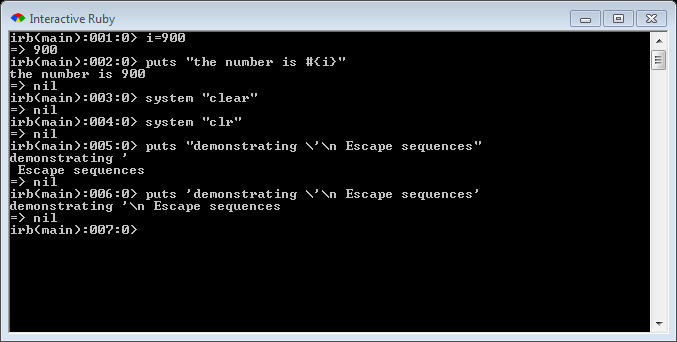 Interactive Ruby
irb(main):001:0> i=900
=> 900
irb(main):002:0> puts "the number is #{i}"
the number is 900
=> nil
irb(main):003:0> system "clear"
=> nil
irb(main):004:0> system "clr"
=> nil
irb(main):005:0> puts "demonstrating \'\n Escape sequences"
demonstrating '
 Escape sequences
=> nil
irb(main):006:0> puts 'demonstrating \'\n Escape sequences'
demonstrating '\n Escape sequences
=> nil
irb(main):007:0>